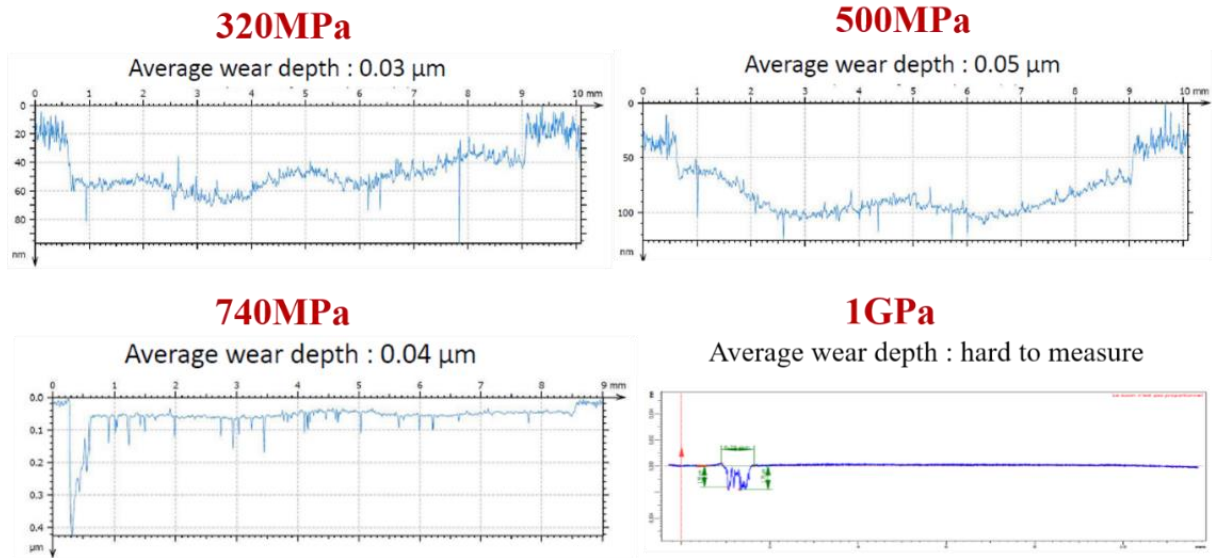 320MPa
Average wear depth : 0.03 µm
0 1 2 3 4 5 6 7 8 9 10 mm
0
20
40
60
80
nm
500MPa
Average wear depth : 0.05 µm
0 1 2 3 4 5 6 7 8 9 10 mm
0
50
100
nm
740MPa
Average wear depth : 0.04 µm
0 1 2 3 4 5 6 7 8 9 mm
0.0
0.1
0.2
0.3
0.4
µm
1GPa
Average wear depth : hard to measure